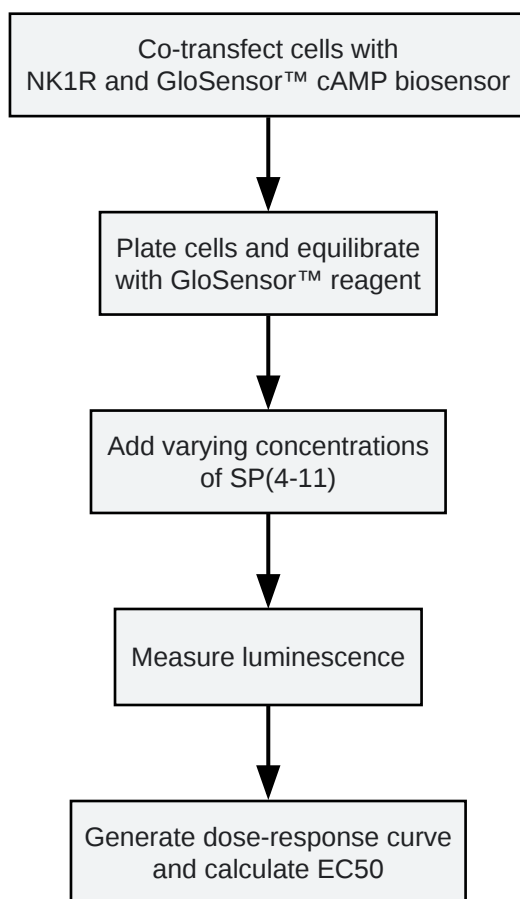 Co-transfect cells with
NK1R and GloSensor™ cAMP biosensor
Plate cells and equilibrate
with GloSensor™ reagent
Add varying concentrations
of SP(4-11)
Measure luminescence
Generate dose-response curve
and calculate EC50